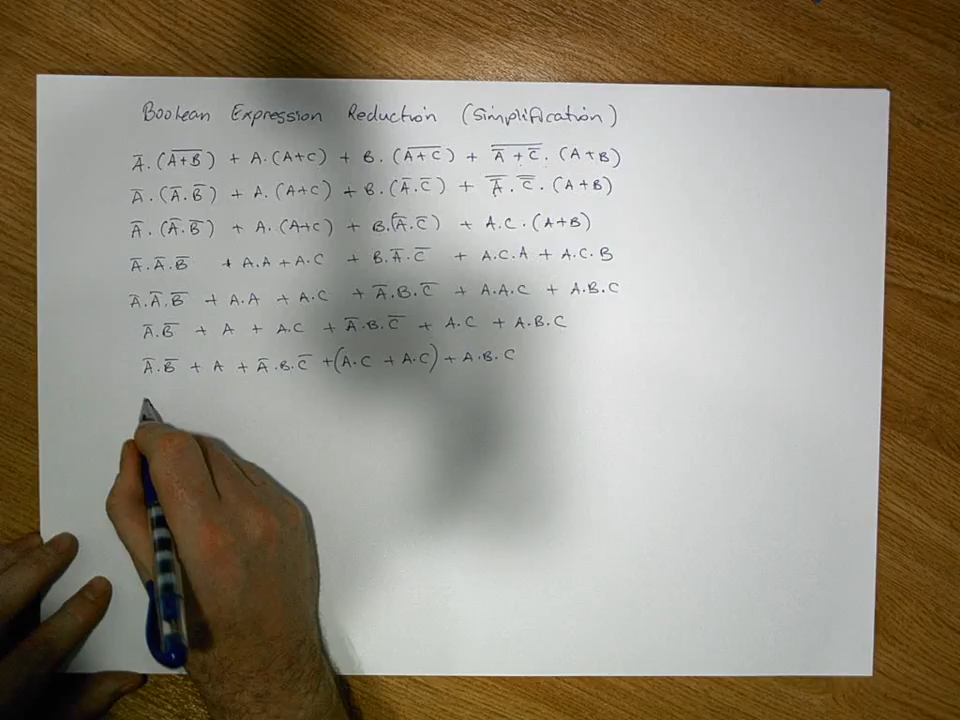 Boolean Expression Reduction (Simplification)
A̅.(A̅+̅B̅) + A.(A+C) + B.(A̅+̅C̅) + A̿ ̅+̅ C̿.(A+B)
A̅.(A̅.B̅) + A.(A+C) + B.(A̅.C̅) + A̿.C̿.(A+B)
A̅.(A̅.B̅) + A.(A+C) + B.(A̅.C̅) + A.C.(A+B)
A̅.A̅.B̅ + A.A + A.C + B.A̅.C̅ + A.C.A + A.C.B
A̅.A̅.B̅ + A.A + A.C + A̅.B.C̅ + A.A.C + A.B.C
A̅.B̅ + A + A.C + A̅.B.C̅ + A.C + A.B.C
A̅.B̅ + A + A̅.B.C̅ + (A.C + A.C) + A.B.C